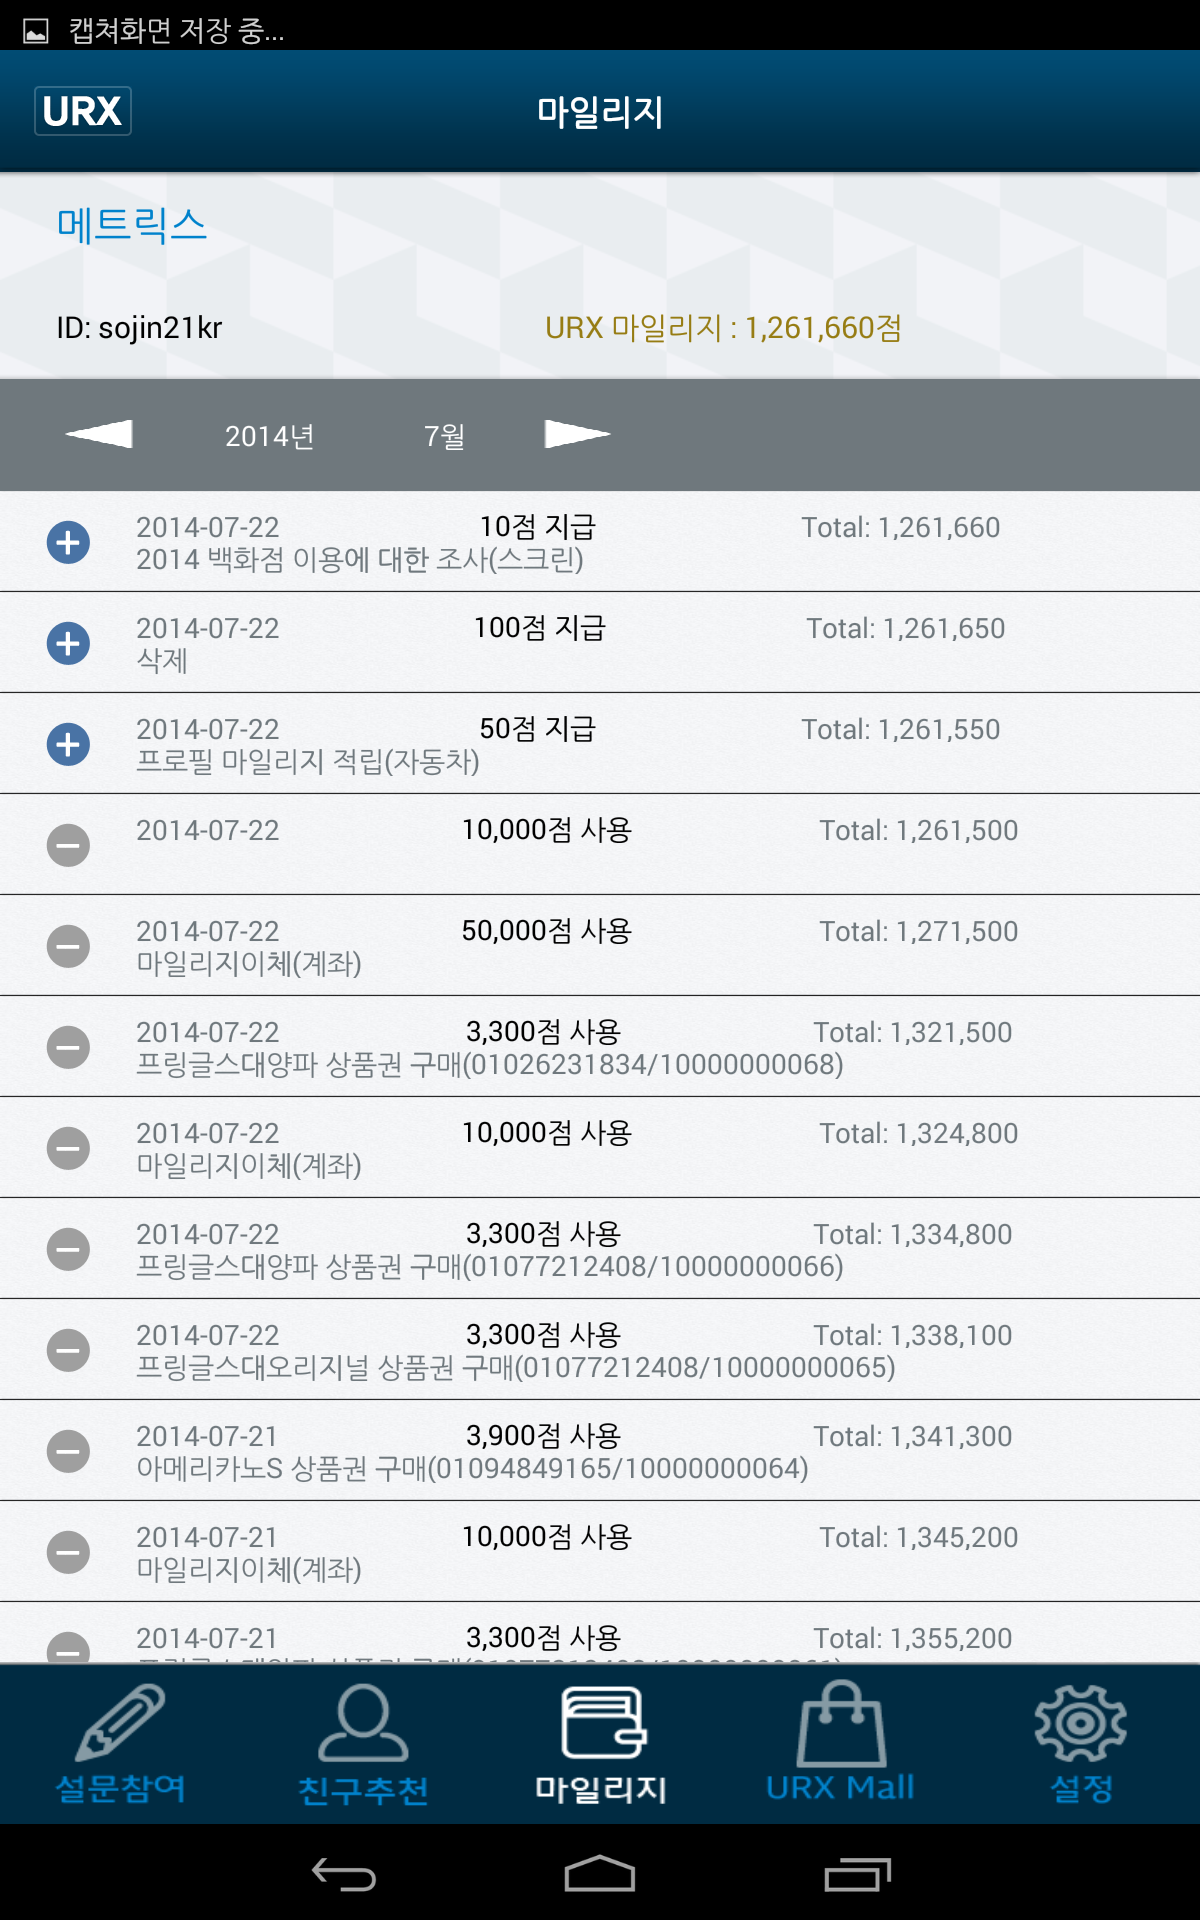 캡쳐화면 저장 중...
URX
마일리지
메트릭스
ID: sojin21kr
URX 마일리지 : 1,261,660점
2014년 7월
2014-07-22 10점 지급 Total: 1,261,660
2014 백화점 이용에 대한 조사(스크린)
2014-07-22 100점 지급 Total: 1,261,650
삭제
2014-07-22 50점 지급 Total: 1,261,550
프로필 마일리지 적립(자동차)
2014-07-22 10,000점 사용 Total: 1,261,500
2014-07-22 50,000점 사용 Total: 1,271,500
마일리지이체(계좌)
2014-07-22 3,300점 사용 Total: 1,321,500
프링글스대양파 상품권 구매(01026231834/10000000068)
2014-07-22 10,000점 사용 Total: 1,324,800
마일리지이체(계좌)
2014-07-22 3,300점 사용 Total: 1,334,800
프링글스대양파 상품권 구매(01077212408/10000000066)
2014-07-22 3,300점 사용 Total: 1,338,100
프링글스대오리지널 상품권 구매(01077212408/10000000065)
2014-07-21 3,900점 사용 Total: 1,341,300
아메리카노S 상품권 구매(01094849165/10000000064)
2014-07-21 10,000점 사용 Total: 1,345,200
마일리지이체(계좌)
2014-07-21 3,300점 사용 Total: 1,355,200
설문참여 친구추천 마일리지 URX Mall 설정